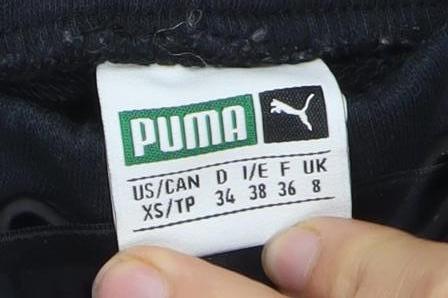 PUMA
US/CAN D I/E F UK
XS/TP 34 38 36 8